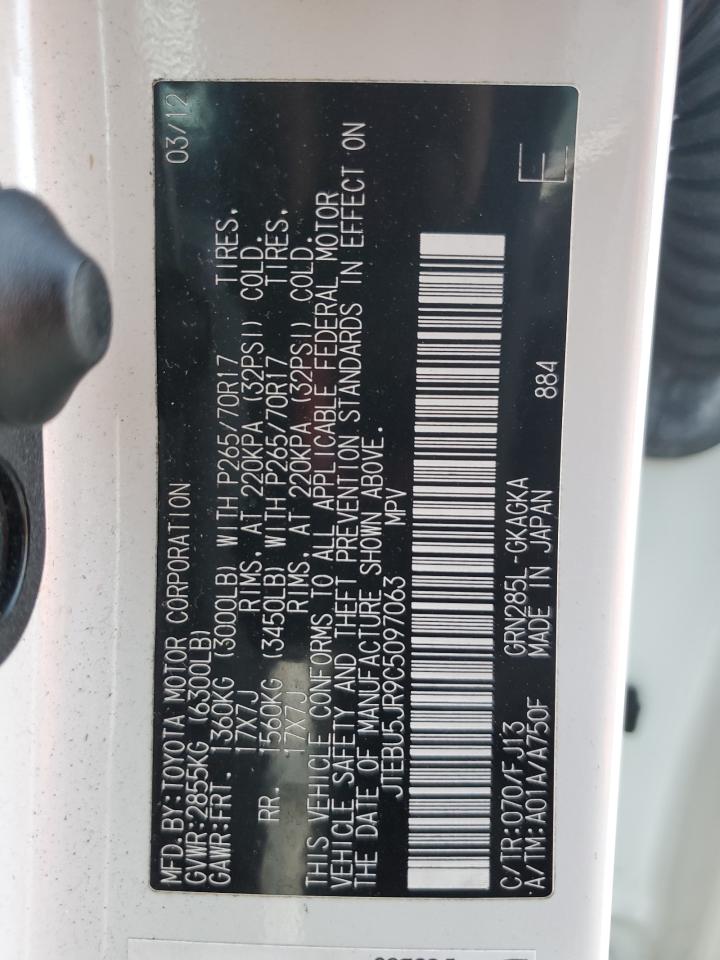 MFD.BY:TOYOTA MOTOR CORPORATION 03/12
GVWR:2855KG (6300LB)
GAWR:FRT. 1360KG (3000LB) WITH P265/70R17 TIRES,
17X7J RIMS, AT 220KPA (32PSI) COLD.
RR. 1560KG (3450LB) WITH P265/70R17 TIRES,
17X7J RIMS, AT 220KPA (32PSI) COLD.
THIS VEHICLE CONFORMS TO ALL APPLICABLE FEDERAL MOTOR
VEHICLE SAFETY AND THEFT PREVENTION STANDARDS IN EFFECT ON
THE DATE OF MANUFACTURE SHOWN ABOVE.
JTEBU5JR9C5097063 MPV
C/TR:070/FJ13 GRN285L-GKAGKA E
A/TM:A01A/A750F MADE IN JAPAN 884